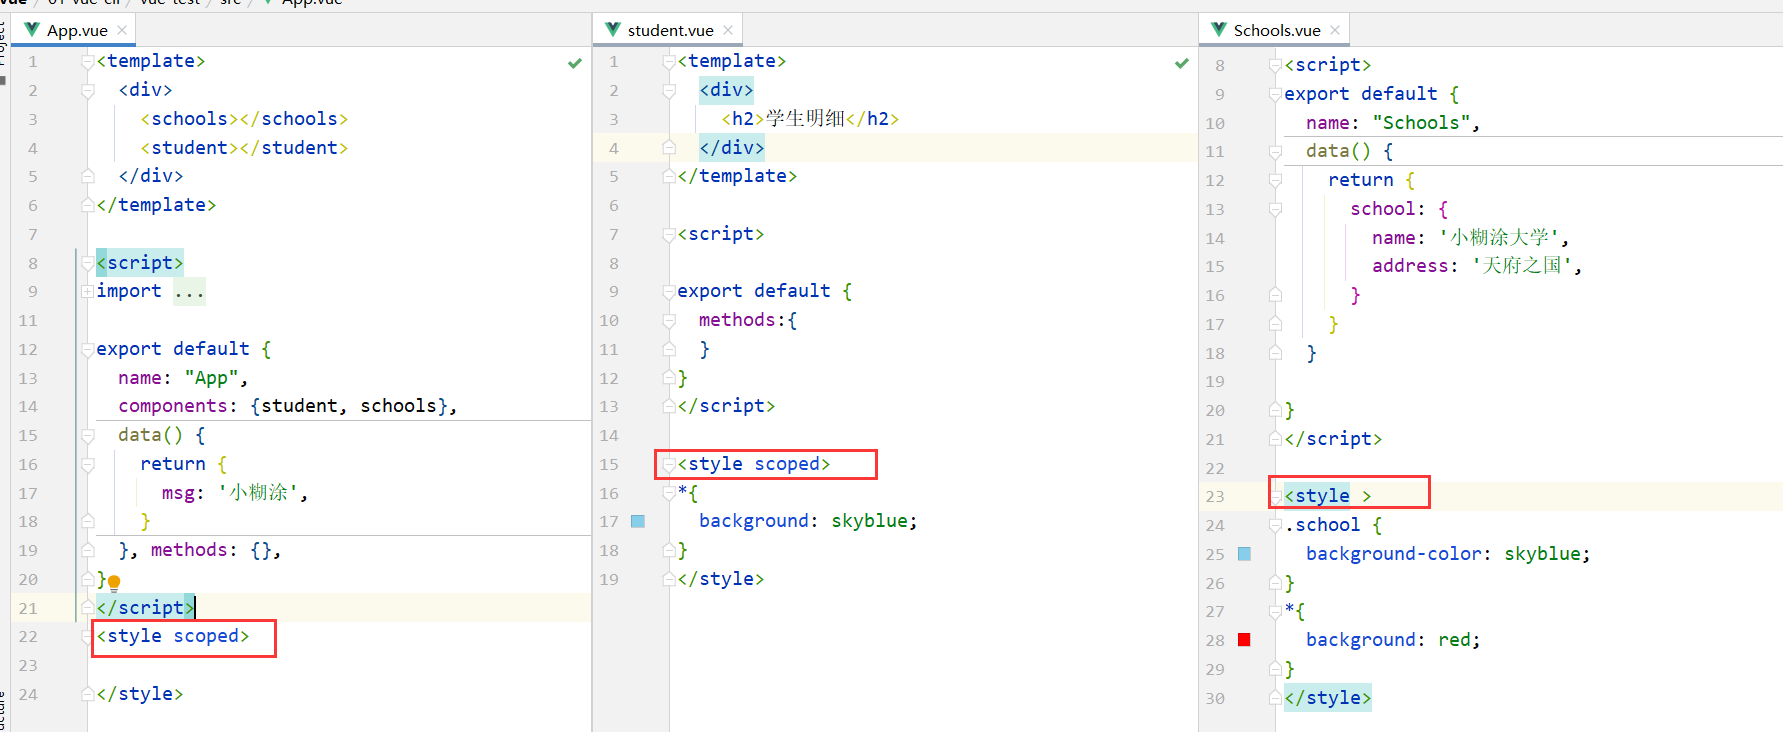 vue / 01-vue-cli / vue-test / src / App.vue
App.vue
1 <template>
2 <div>
3 <schools></schools>
4 <student></student>
5 </div>
6 </template>
7
8 <script>
9 import ...
11
12 export default {
13 name: "App",
14 components: {student, schools},
15 data() {
16 return {
17 msg: '小糊涂',
18 }
19 }, methods: {},
20 }
21 </script>
22 <style scoped>
23
24 </style>
student.vue
1 <template>
2 <div>
3 <h2>学生明细</h2>
4 </div>
5 </template>
6
7 <script>
8
9 export default {
10 methods:{
11 }
12 }
13 </script>
14
15 <style scoped>
16 *{
17 background: skyblue;
18 }
19 </style>
Schools.vue
8 <script>
9 export default {
10 name: "Schools",
11 data() {
12 return {
13 school: {
14 name: '小糊涂大学',
15 address: '天府之国',
16 }
17 }
18 }
19
20 }
21 </script>
22
23 <style >
24 .school {
25 background-color: skyblue;
26 }
27 *{
28 background: red;
29 }
30 </style>